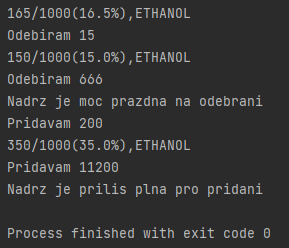 165/1000(16.5%),ETHANOL
Odebiram 15
150/1000(15.0%),ETHANOL
Odebiram 666
Nadrz je moc prazdna na odebrani
Pridavam 200
350/1000(35.0%),ETHANOL
Pridavam 11200
Nadrz je prilis plna pro pridani
Process finished with exit code 0